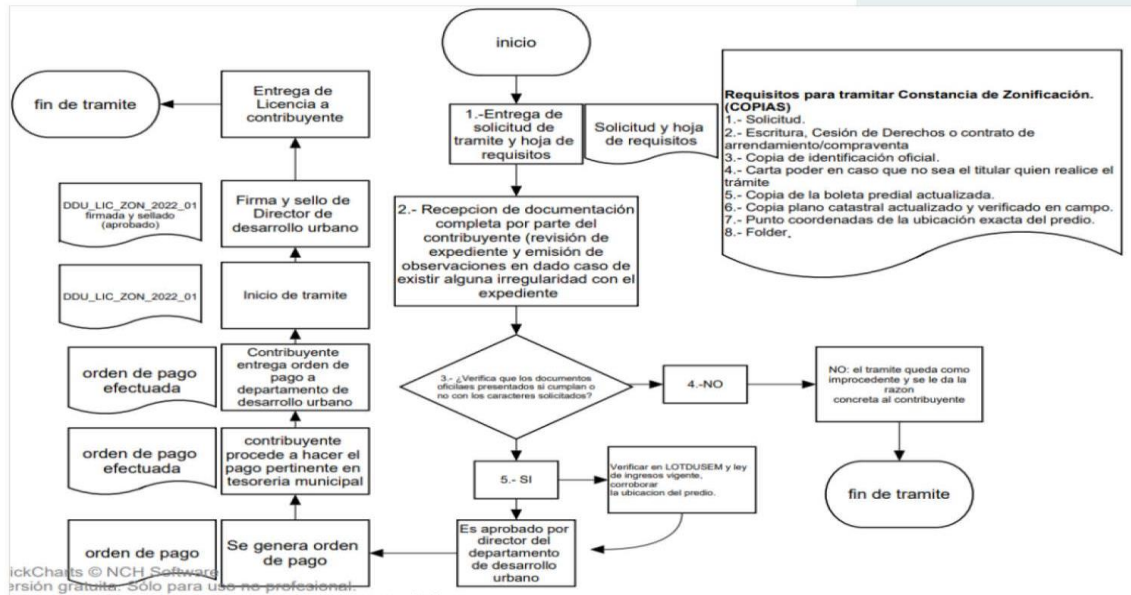 inicio
1.-Entrega de
solicitud de
tramite y hoja de
requisitos
Solicitud y hoja
de requisitos
Requisitos para tramitar Constancia de Zonificación.
(COPIAS)
1.- Solicitud.
2.- Escritura, Cesión de Derechos o contrato de
arrendamiento/compraventa
3.- Copia de identificación oficial.
4.- Carta poder en caso que no sea el titular quien realice el
trámite
5.- Copia de la boleta predial actualizada.
6.- Copia plano catastral actualizado y verificado en campo.
7.- Punto coordenadas de la ubicación exacta del predio.
8.- Folder.
2.- Recepcion de documentación
completa por parte del
contribuyente (revisión de
expediente y emisión de
observaciones en dado caso de
existir alguna irregularidad con el
expediente
3.- ¿Verifica que los documentos
oficilaes presentados si cumplan o
no con los caracteres solicitados?
4.-NO
NO: el tramite queda como
improcedente y se le da la
razon
concreta al contribuyente
fin de tramite
5.- SI
Verificar en LOTDUSEM y ley
de ingresos vigente,
corroborar
la ubicacion del predio.
Es aprobado por
director del
departamento
de desarrollo
urbano
Se genera orden
de pago
orden de pago
contribuyente
procede a hacer el
pago pertinente en
tesoreria municipal
orden de pago
efectuada
Contribuyente
entrega orden de
pago a
departamento de
desarrollo urbano
orden de pago
efectuada
Inicio de tramite
DDU_LIC_ZON_2022_01
Firma y sello de
Director de
desarrollo urbano
DDU_LIC_ZON_2022_01
firmada y sellado
(aprobado)
Entrega de
Licencia a
contribuyente
fin de tramite
ickCharts © NCH Software
ersión gratuita. Sólo para uso no profesional.